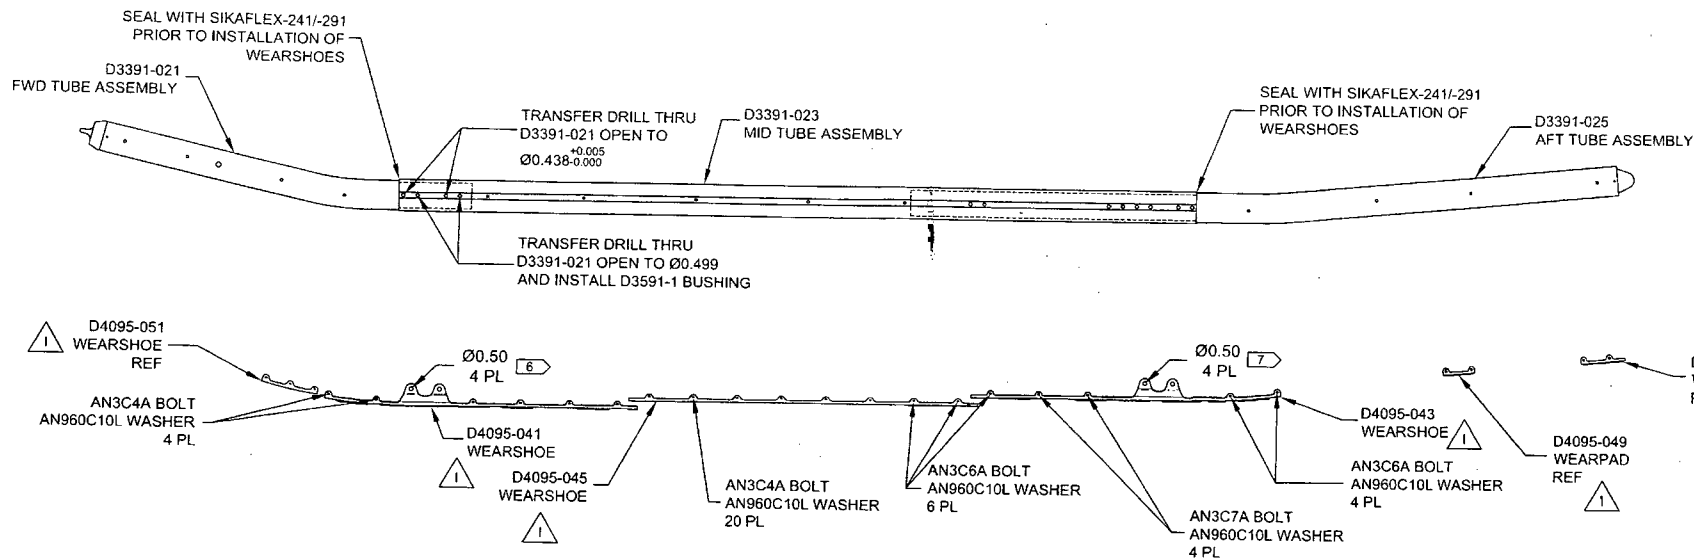 SEAL WITH SIKAFLEX-241/-291
PRIOR TO INSTALLATION OF
WEARSHOES
D3391-021
FWD TUBE ASSEMBLY
TRANSFER DRILL THRU
D3391-021 OPEN TO
Ø0.438 +0.005 -0.000
D3391-023
MID TUBE ASSEMBLY
SEAL WITH SIKAFLEX-241/-291
PRIOR TO INSTALLATION OF
WEARSHOES
D3391-025
AFT TUBE ASSEMBLY
TRANSFER DRILL THRU
D3391-021 OPEN TO Ø0.499
AND INSTALL D3591-1 BUSHING
1
D4095-051
WEARSHOE
REF
Ø0.50
4 PL
6
Ø0.50
4 PL
7
AN3C4A BOLT
AN960C10L WASHER
4 PL
D4095-041
WEARSHOE
1
D4095-045
WEARSHOE
1
AN3C4A BOLT
AN960C10L WASHER
20 PL
AN3C6A BOLT
AN960C10L WASHER
6 PL
AN3C7A BOLT
AN960C10L WASHER
4 PL
D4095-043
WEARSHOE
1
AN3C6A BOLT
AN960C10L WASHER
4 PL
D4095-049
WEARPAD
REF
1